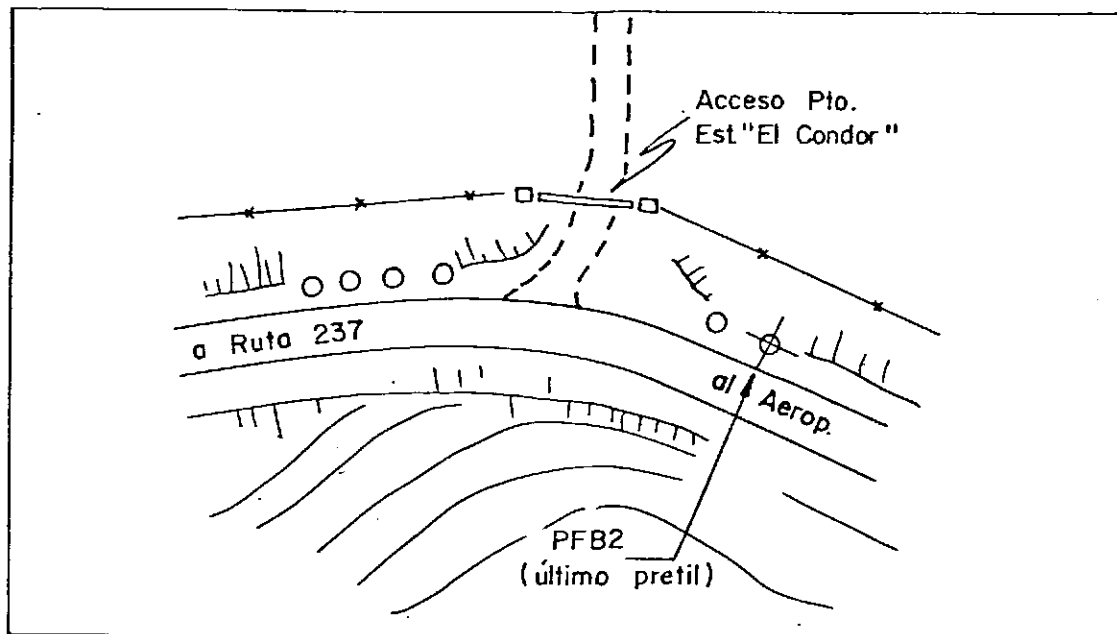 Acceso Pto.
Est. "El Condor"
a Ruta 237
al Aerop.
PFB2
(último pretil)